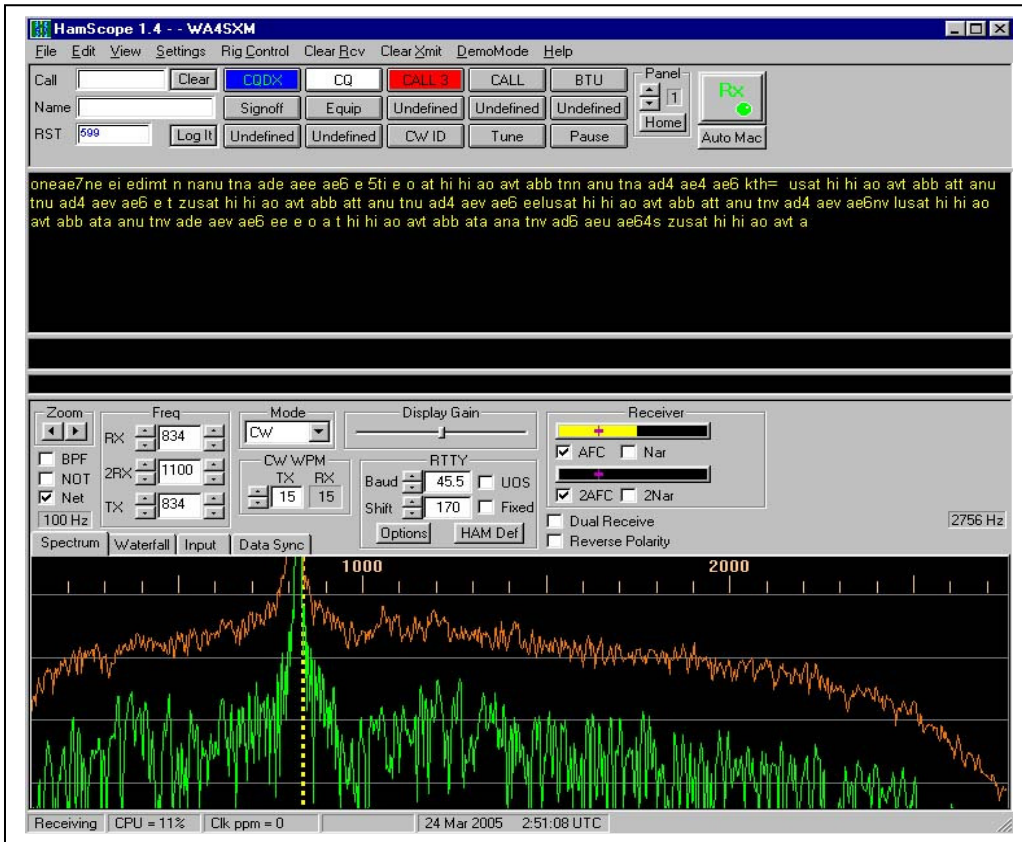 HamScope 1.4 - - WA4SXM
File Edit View Settings Rig Control Clear Rcv Clear Xmit DemoMode Help
Call Clear CQDX CQ CALL 3 CALL BTU Panel 1 Rx
Name Signoff Equip Undefined Undefined Undefined Home
RST 599 Log It Undefined Undefined CW ID Tune Pause Auto Mac
oneae7ne ei edimt n nanu tna ade aee ae6 e 5ti e o at hi hi ao avt abb tnn anu tna ad4 ae4 ae6 kth= usat hi hi ao avt abb att anu
tnu ad4 aev ae6 e t zusat hi hi ao avt abb att anu tnu ad4 aev ae6 eelusat hi hi ao avt abb att anu tnv ad4 aev ae6nv lusat hi hi ao
avt abb ata anu tnv ade aev ae6 ee e o a t hi hi ao avt abb ata ana tnv ad6 aeu ae64s zusat hi hi ao avt a
Zoom Freq Mode Display Gain Receiver
RX 834 CW
BPF AFC Nar
NOT 2RX 1100 CW WPM RTTY
TX RX Baud 45.5 UOS
Net TX 834 15 15 Shift 170 Fixed 2AFC 2Nar
100 Hz Options HAM Def Dual Receive 2756 Hz
Spectrum Waterfall Input Data Sync Reverse Polarity
1000 2000
Receiving CPU = 11% Clk ppm = 0 24 Mar 2005 2:51:08 UTC